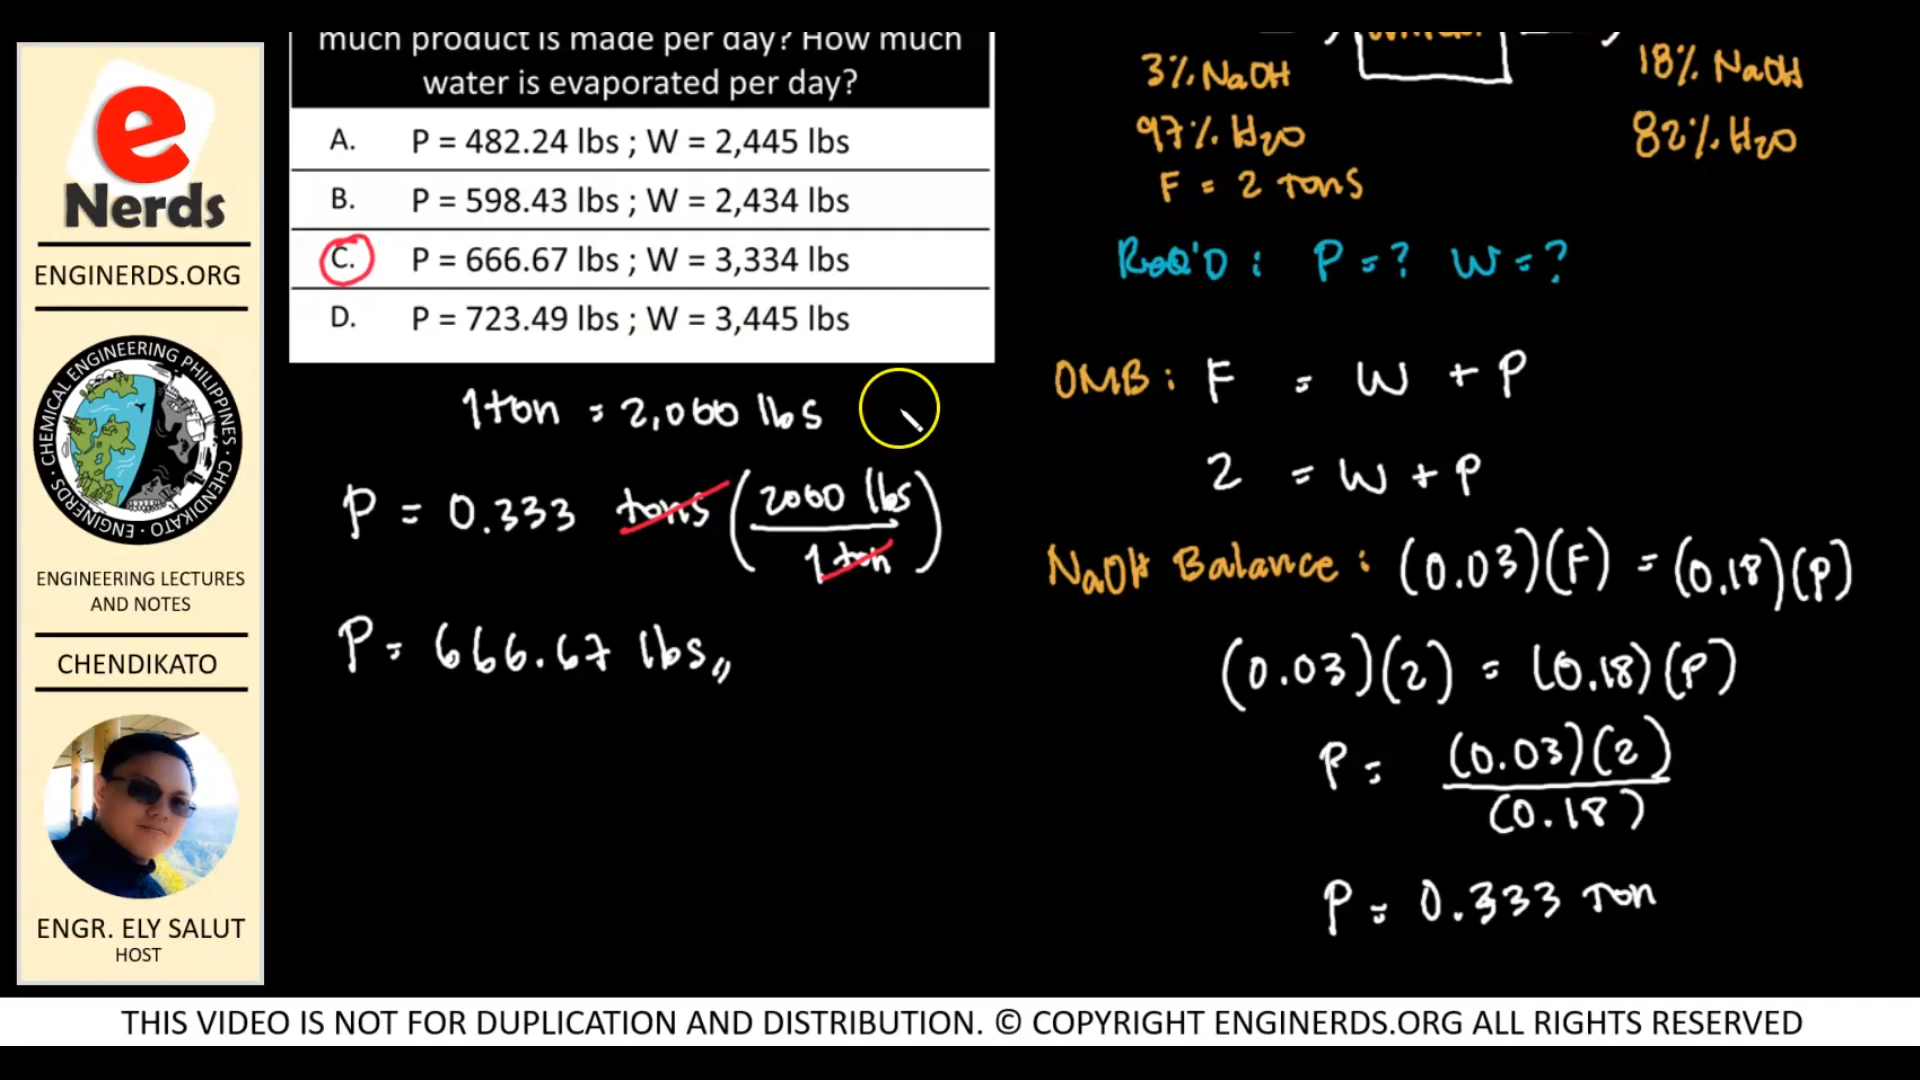 e
Nerds
ENGINERDS.ORG
CHEMICAL ENGINEERING PHILIPPINES
CHENDIKATO · ENGINERDS · CHENDIKATO
ENGINEERING LECTURES
AND NOTES
CHENDIKATO
ENGR. ELY SALUT
HOST
much product is made per day? How much
water is evaporated per day?
A. P = 482.24 lbs ; W = 2,445 lbs
B. P = 598.43 lbs ; W = 2,434 lbs
C. P = 666.67 lbs ; W = 3,334 lbs
D. P = 723.49 lbs ; W = 3,445 lbs
1 ton = 2,000 lbs
P = 0.333 tons (2000 lbs / 1 ton)
P = 666.67 lbs,,
3% NaOH
97% H2O
F = 2 Tons
18% NaOH
82% H2O
REQ'D : P = ? W = ?
OMB : F = W + P
2 = W + P
NaOH Balance : (0.03)(F) = (0.18)(P)
(0.03)(2) = (0.18)(P)
P = (0.03)(2)
(0.18)
P = 0.333 Ton
THIS VIDEO IS NOT FOR DUPLICATION AND DISTRIBUTION. © COPYRIGHT ENGINERDS.ORG ALL RIGHTS RESERVED